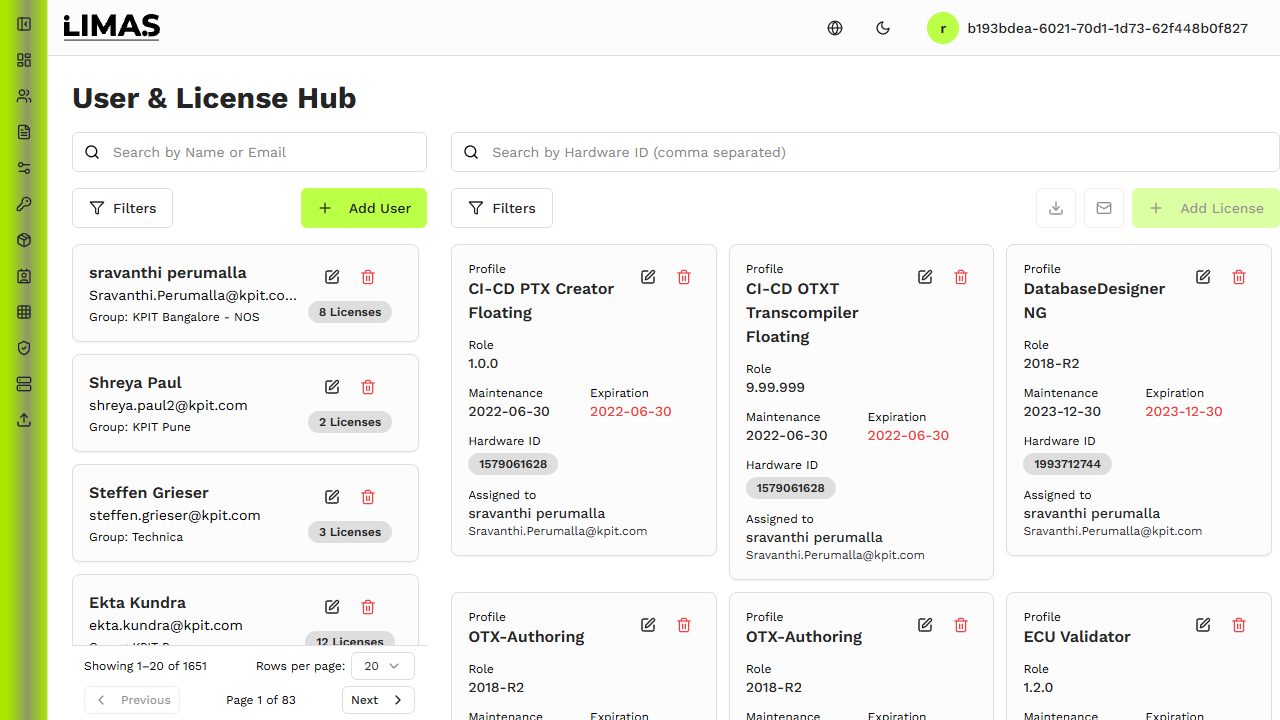 LIMAS
r
b193bdea-6021-70d1-1d73-62f448b0f827
User & License Hub
Search by Name or Email
Search by Hardware ID (comma separated)
Filters
Add User
Filters
Add License
sravanthi perumalla
Sravanthi.Perumalla@kpit.co...
Group: KPIT Bangalore - NOS
8 Licenses
Shreya Paul
shreya.paul2@kpit.com
Group: KPIT Pune
2 Licenses
Steffen Grieser
steffen.grieser@kpit.com
Group: Technica
3 Licenses
Ekta Kundra
ekta.kundra@kpit.com
12 Licenses
Showing 1–20 of 1651
Rows per page:
20
Previous
Page 1 of 83
Next
Profile
CI-CD PTX Creator
Floating
Role
1.0.0
Maintenance
Expiration
2022-06-30
2022-06-30
Hardware ID
1579061628
Assigned to
sravanthi perumalla
Sravanthi.Perumalla@kpit.com
Profile
CI-CD OTXT
Transcompiler
Floating
Role
9.99.999
Maintenance
Expiration
2022-06-30
2022-06-30
Hardware ID
1579061628
Assigned to
sravanthi perumalla
Sravanthi.Perumalla@kpit.com
Profile
DatabaseDesigner
NG
Role
2018-R2
Maintenance
Expiration
2023-12-30
2023-12-30
Hardware ID
1993712744
Assigned to
sravanthi perumalla
Sravanthi.Perumalla@kpit.com
Profile
OTX-Authoring
Role
2018-R2
Maintenance
Expiration
Profile
OTX-Authoring
Role
2018-R2
Maintenance
Expiration
Profile
ECU Validator
Role
1.2.0
Maintenance
Expiration